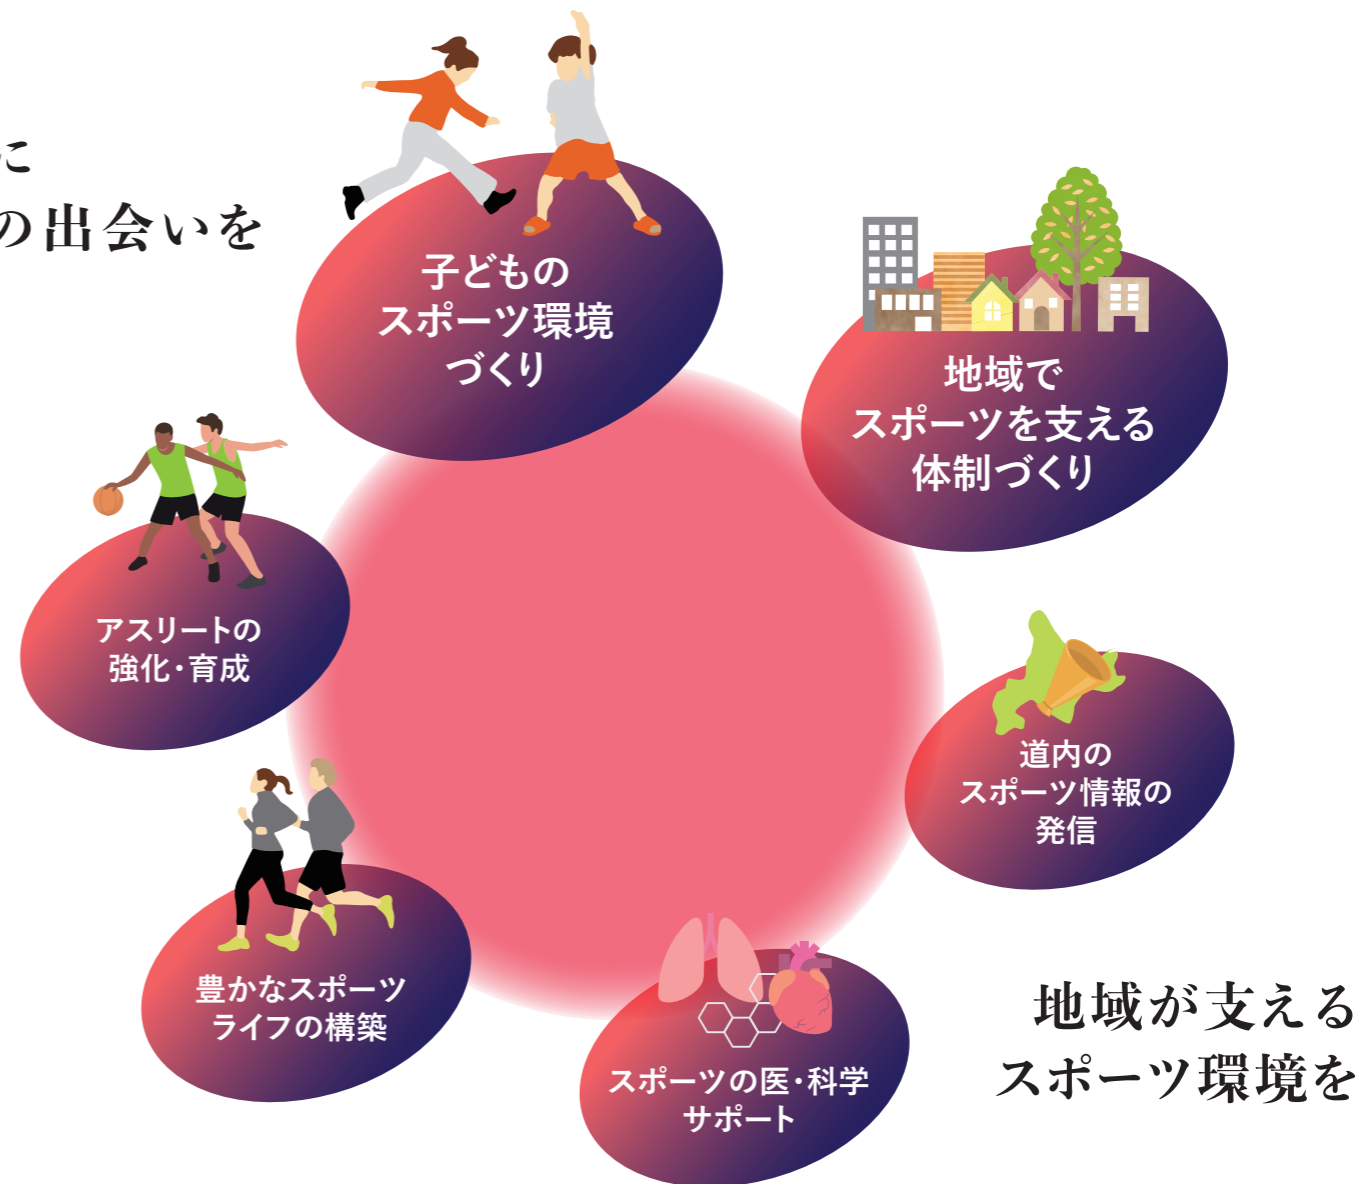 に
の出会いを
子どもの
スポーツ環境
づくり
地域で
スポーツを支える
体制づくり
アスリートの
強化・育成
道内の
スポーツ情報の
発信
豊かなスポーツ
ライフの構築
スポーツの医・科学
サポート
地域が支える
スポーツ環境を